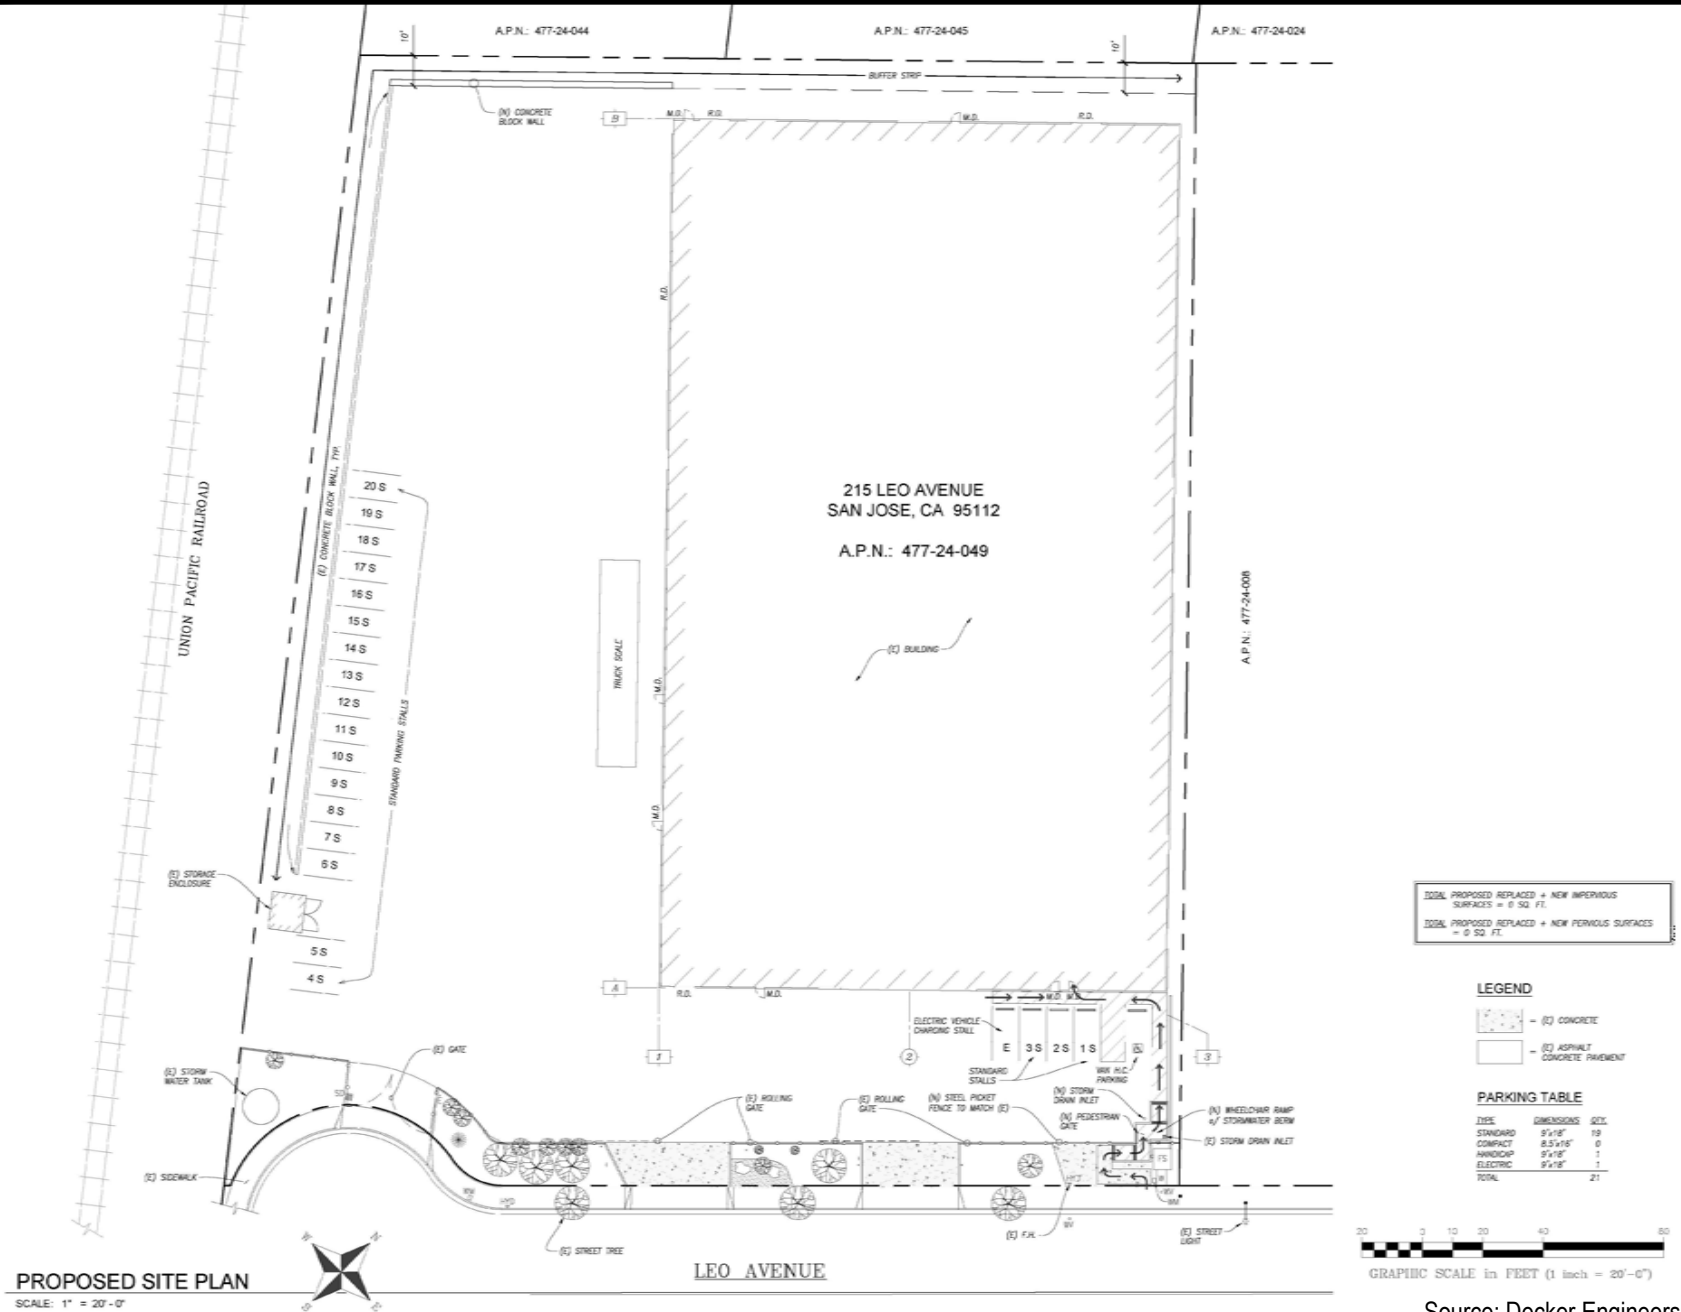 A.P.N.: 477-24-044
A.P.N.: 477-24-045
A.P.N.: 477-24-024
10'
10'
BUFFER STRIP
(N) CONCRETE
BLOCK WALL
B
M.D.
R.D.
M.D.
R.D.
R.D.
(E) CONCRETE BLOCK WALL, TYP.
UNION PACIFIC RAILROAD
20 S
19 S
18 S
17 S
16 S
15 S
14 S
13 S
12 S
11 S
10 S
9 S
8 S
7 S
6 S
5 S
4 S
STANDARD PARKING STALLS
TRUCK SCALE
M.D.
M.D.
215 LEO AVENUE
SAN JOSE, CA 95112
A.P.N.: 477-24-049
(E) BUILDING
A.P.N.: 477-24-008
(E) STORAGE
ENCLOSURE
A
R.D.
M.D.
M.D.
M.D.
ELECTRIC VEHICLE
CHARGING STALL
E
3 S
2 S
1 S
1
2
3
STANDARD
STALLS
VAN H.C.
PARKING
(E) GATE
(E) STORM
WATER TANK
SD
(E) ROLLING
GATE
(E) ROLLING
GATE
(N) STEEL PICKET
FENCE TO MATCH (E)
(N) STORM
DRAIN INLET
(N) PEDESTRIAN
GATE
(N) WHEELCHAIR RAMP
w/ STORMWATER BERM
(E) STORM DRAIN INLET
FS
(E) SIDEWALK
HYD
HYD
WV
WM
(E) STREET TREE
(E) F.H.
(E) STREET
LIGHT
LEO AVENUE
W
N
S
E
PROPOSED SITE PLAN
SCALE: 1" = 20'-0"
TOTAL PROPOSED REPLACED + NEW IMPERVIOUS
SURFACES = 0 SQ. FT.
TOTAL PROPOSED REPLACED + NEW PERVIOUS SURFACES
= 0 SQ. FT.
LEGEND
= (E) CONCRETE
= (E) ASPHALT
CONCRETE PAVEMENT
PARKING TABLE
TYPE DIMENSIONS QTY.
STANDARD 9'x18' 19
COMPACT 8.5'x16' 0
HANDICAP 9'x18' 1
ELECTRIC 9'x18' 1
TOTAL 21
20 0 10 20 40 80
GRAPHIC SCALE in FEET (1 inch = 20'-0")
Source: Decker Engineers